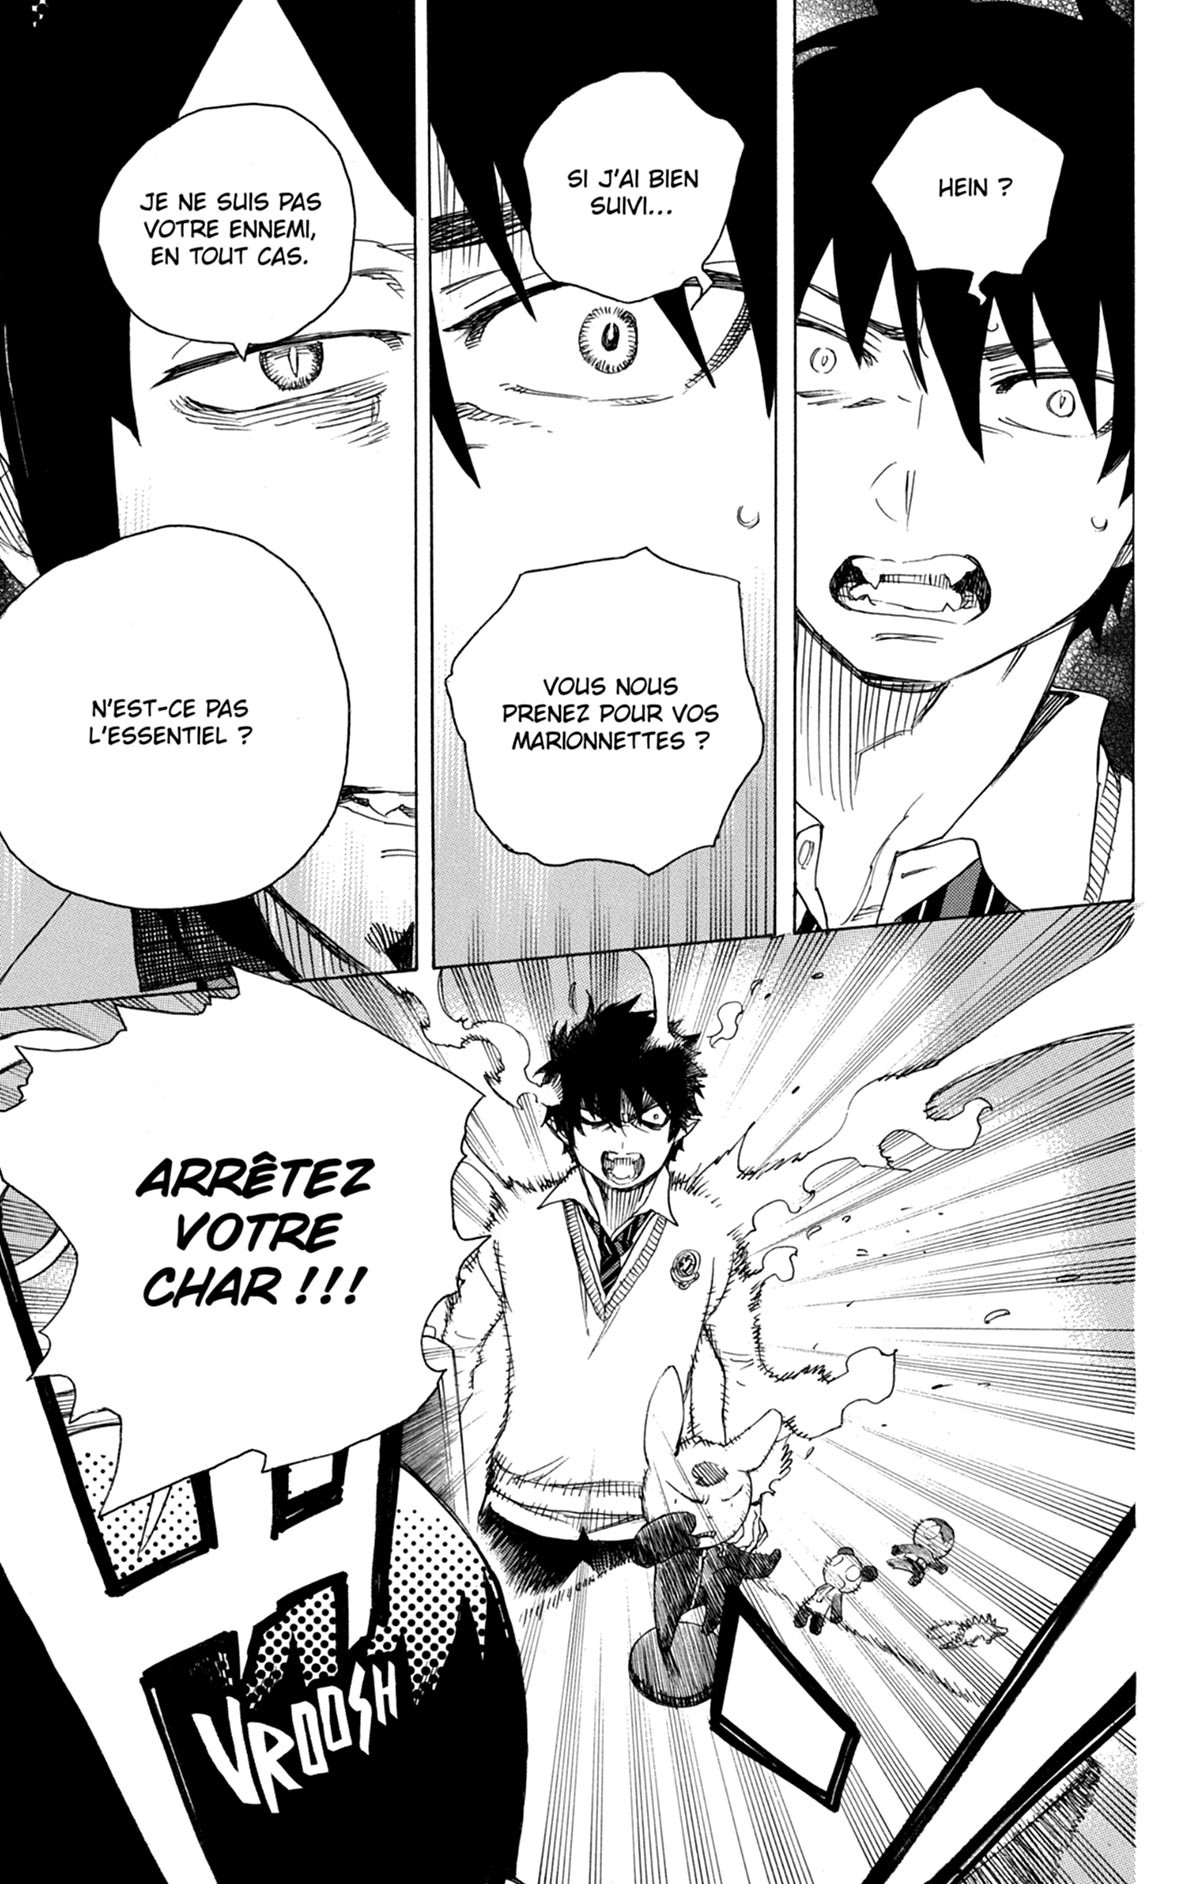 HEIN ?
SI J'AI BIEN
SUIVI...
VOUS NOUS
PRENEZ POUR VOS
MARIONNETTES ?
JE NE SUIS PAS
VOTRE ENNEMI,
EN TOUT CAS.
N'EST-CE PAS
L'ESSENTIEL ?
ARRÊTEZ
VOTRE
CHAR !!!
VROOSH